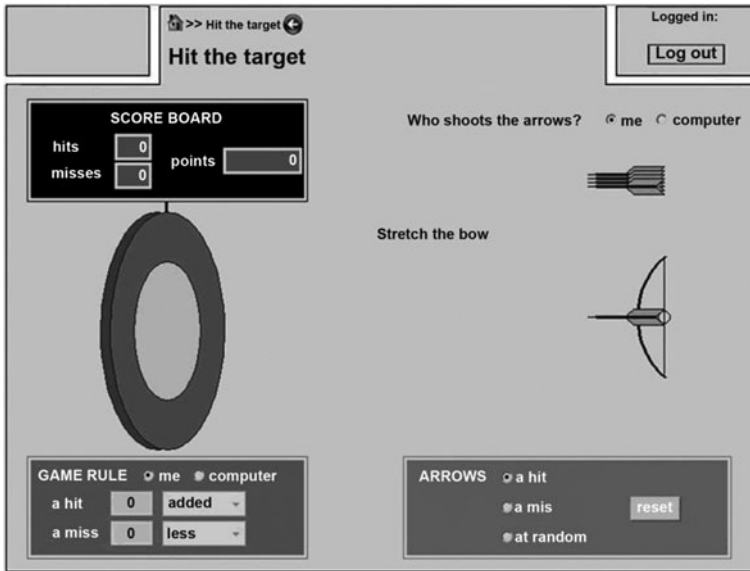 >> Hit the target
Hit the target
Logged in:
Log out
SCORE BOARD
hits 0
misses 0
points 0
Who shoots the arrows? me computer
Stretch the bow
GAME RULE me computer
a hit 0 added
a miss 0 less
ARROWS a hit
a mis
at random
reset